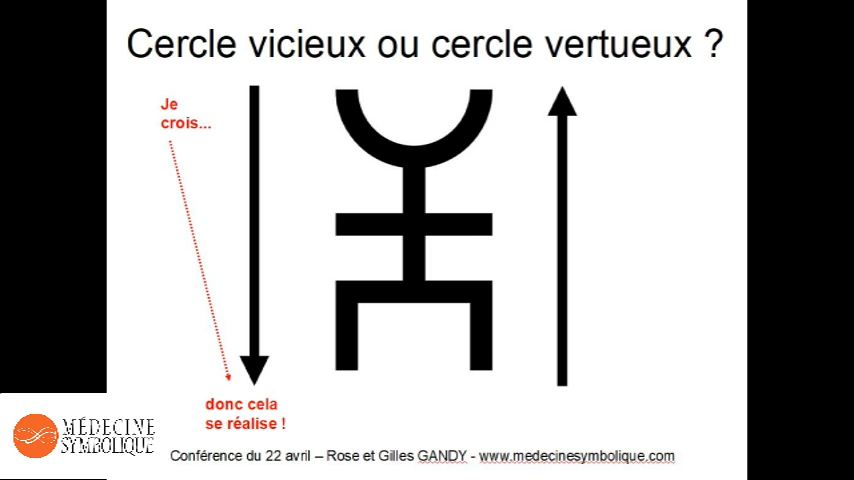 Cercle vicieux ou cercle vertueux ?
Je
crois...
donc cela
se réalise !
MÉDECINE
SYMBOLIQUE
Conférence du 22 avril – Rose et Gilles GANDY - www.medecinesymbolique.com